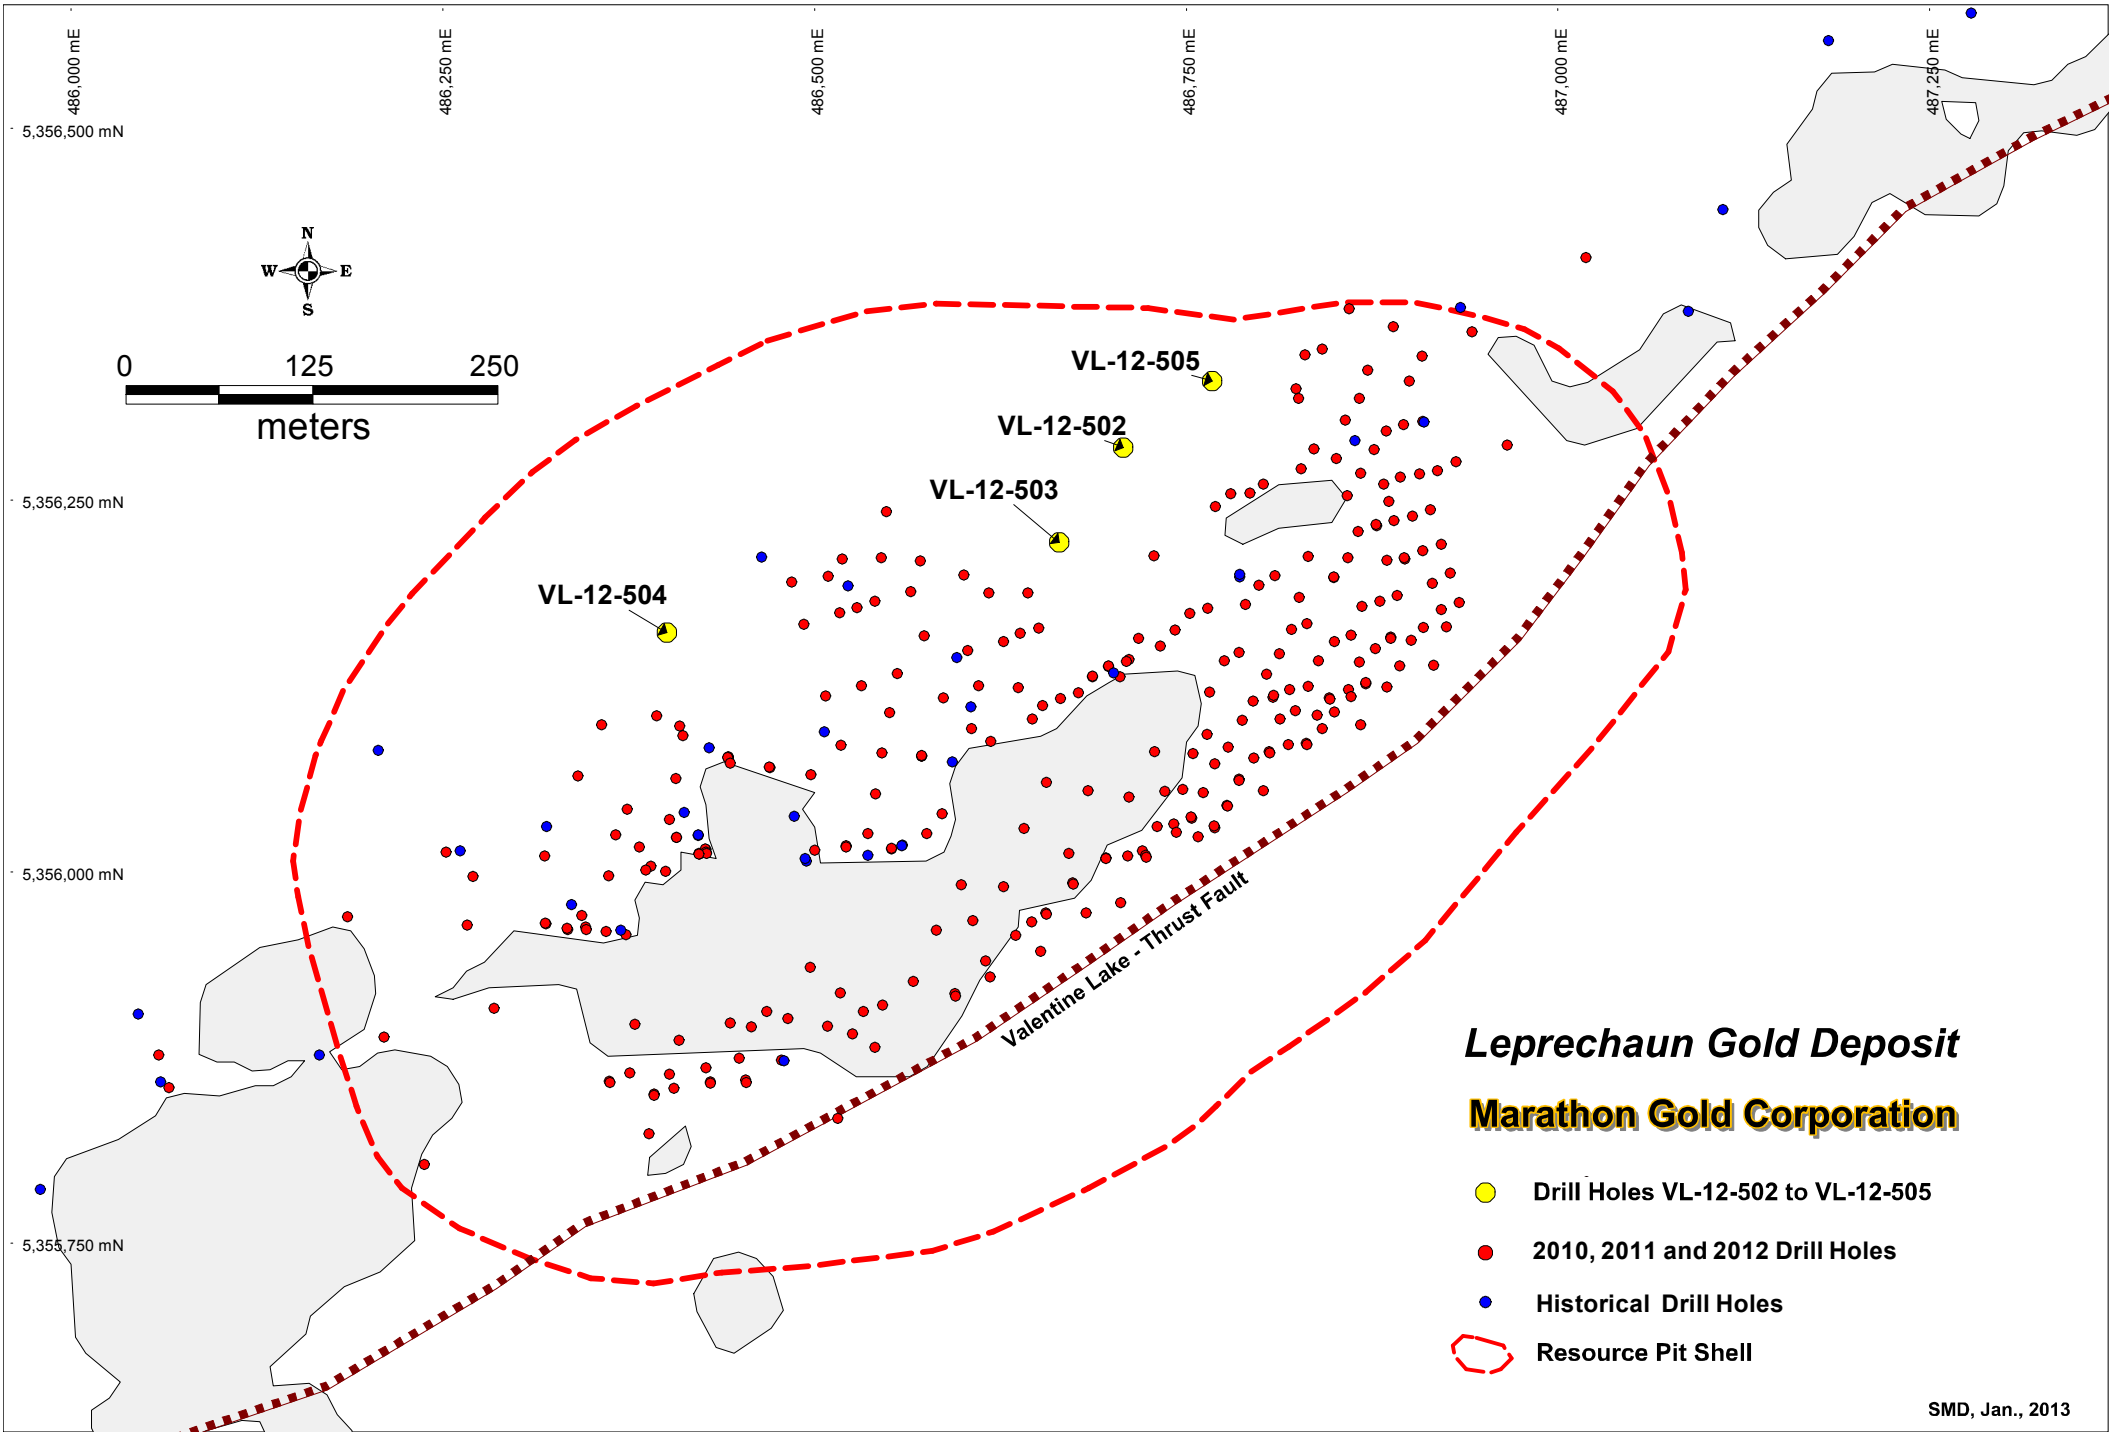 486,000 mE
486,250 mE
486,500 mE
486,750 mE
487,000 mE
487,250 mE
5,356,500 mN
N
W E
S
0 125 250
meters
VL-12-505
VL-12-502
VL-12-503
5,356,250 mN
VL-12-504
5,356,000 mN
Valentine Lake - Thrust Fault
Leprechaun Gold Deposit
Marathon Gold Corporation
Drill Holes VL-12-502 to VL-12-505
5,355,750 mN
2010, 2011 and 2012 Drill Holes
Historical Drill Holes
Resource Pit Shell
SMD, Jan., 2013